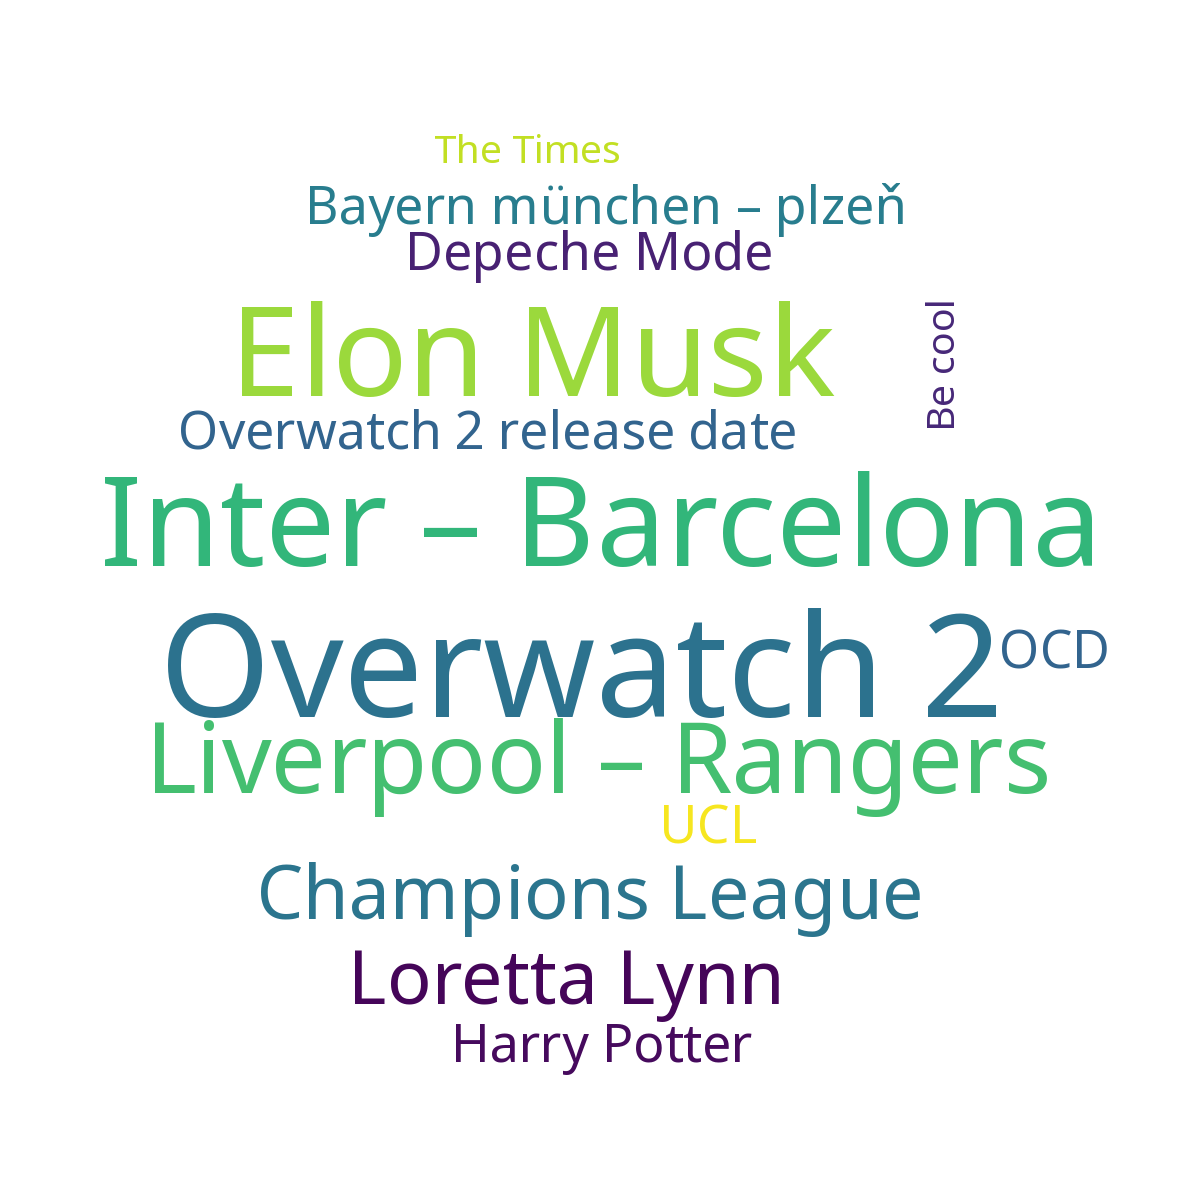 The Times
Bayern münchen – plzeň
Depeche Mode
Elon Musk
Be cool
Overwatch 2 release date
Inter – Barcelona
Overwatch 2
OCD
Liverpool – Rangers
UCL
Champions League
Loretta Lynn
Harry Potter